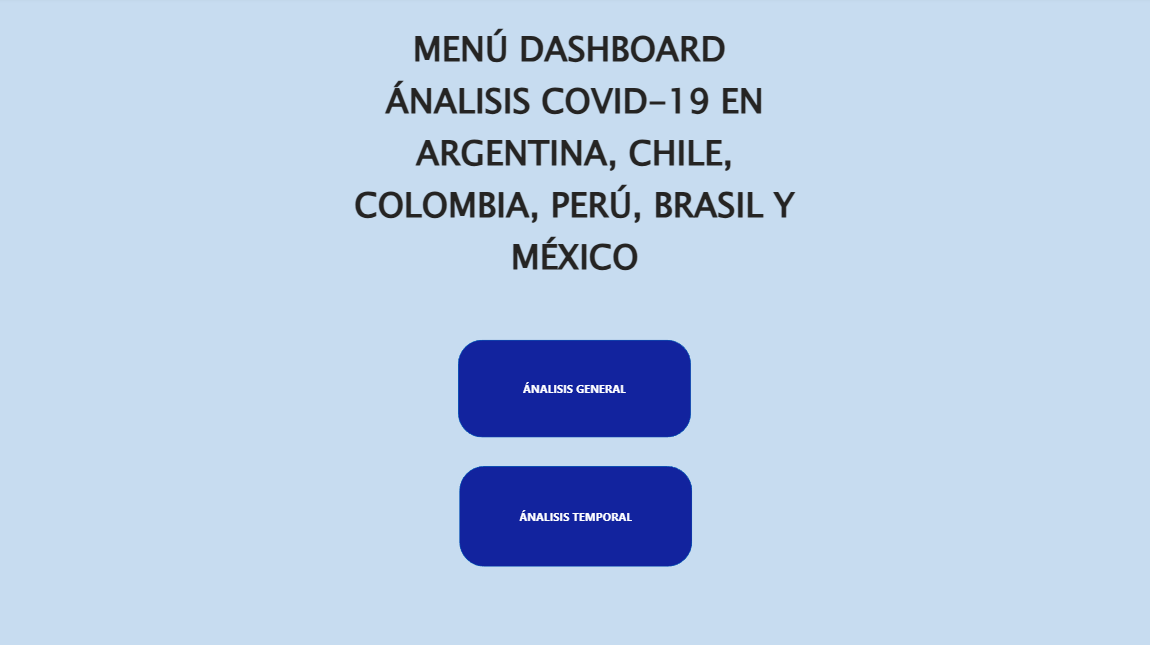 MENÚ DASHBOARD
ÁNALISIS COVID-19 EN
ARGENTINA, CHILE,
COLOMBIA, PERÚ, BRASIL Y
MÉXICO
ÁNALISIS GENERAL
ÁNALISIS TEMPORAL